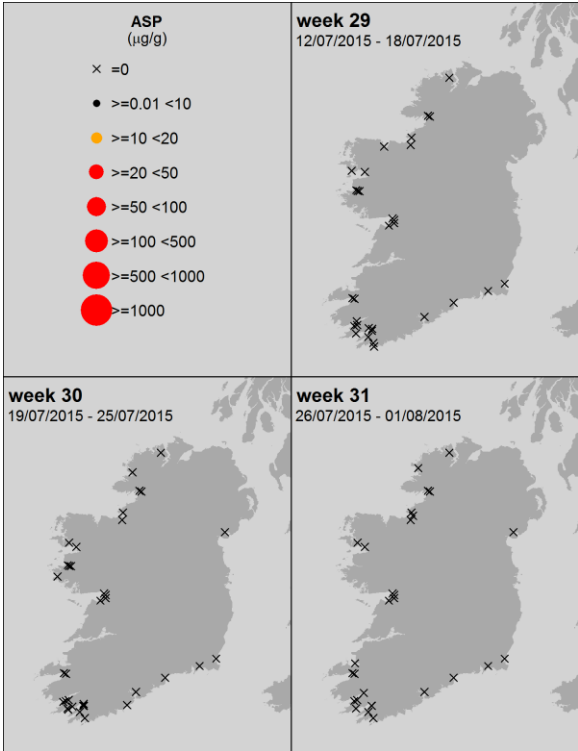 ASP
(µg/g)
=0
>=0.01 <10
>=10 <20
>=20 <50
>=50 <100
>=100 <500
>=500 <1000
>=1000
week 29
12/07/2015 - 18/07/2015
week 30
19/07/2015 - 25/07/2015
week 31
26/07/2015 - 01/08/2015